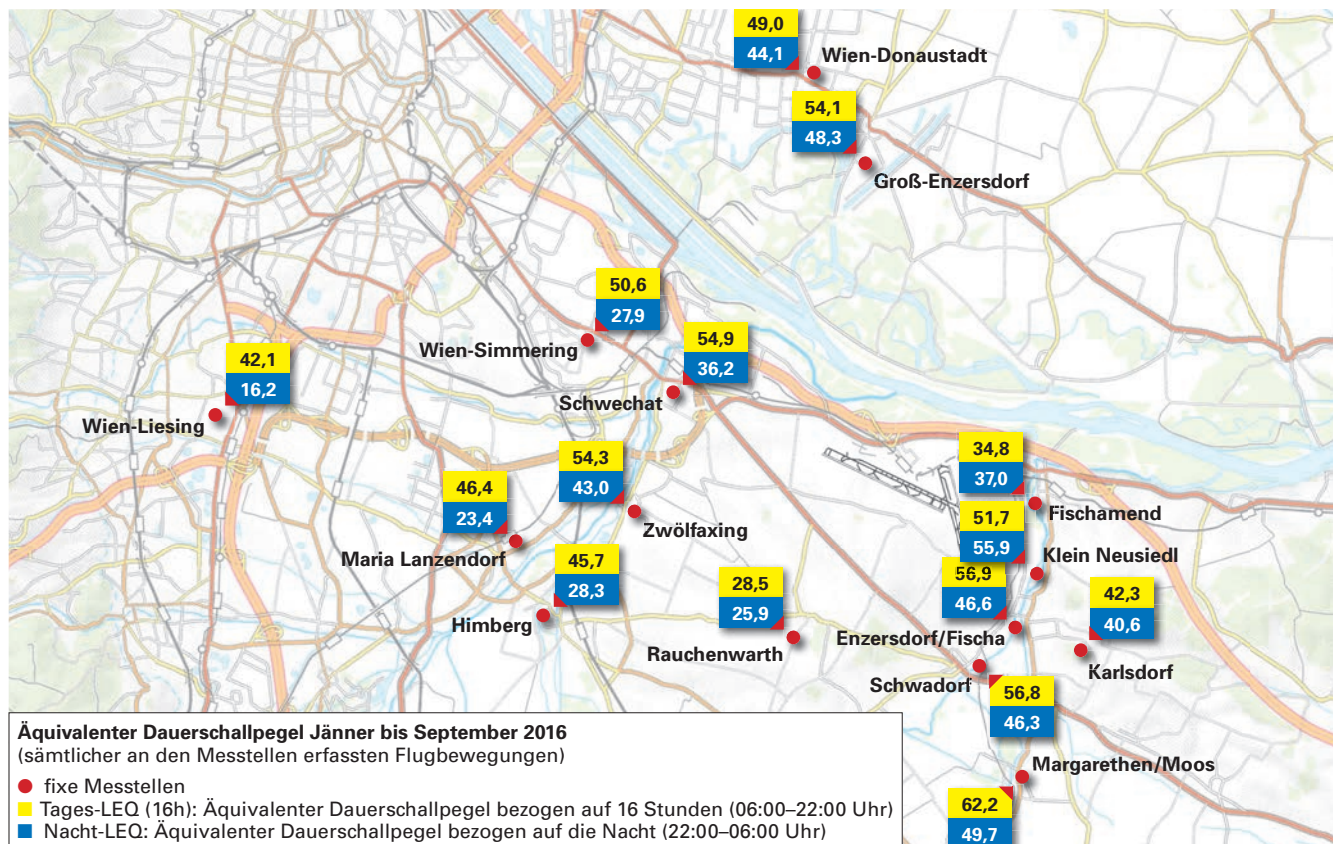 49,0
44,1
Wien-Donaustadt
54,1
48,3
Groß-Enzersdorf
50,6
27,9
Wien-Simmering
54,9
36,2
Schwechat
42,1
16,2
Wien-Liesing
54,3
43,0
Zwölfaxing
46,4
23,4
Maria Lanzendorf
34,8
37,0
Fischamend
51,7
55,9
Klein Neusiedl
45,7
28,3
Himberg
28,5
25,9
Rauchenwarth
56,9
46,6
Enzersdorf/Fischa
42,3
40,6
Karlsdorf
Schwadorf
56,8
46,3
Margarethen/Moos
62,2
49,7
Äquivalenter Dauerschallpegel Jänner bis September 2016
(sämtlicher an den Messtellen erfassten Flugbewegungen)
fixe Messtellen
Tages-LEQ (16h): Äquivalenter Dauerschallpegel bezogen auf 16 Stunden (06:00–22:00 Uhr)
Nacht-LEQ: Äquivalenter Dauerschallpegel bezogen auf die Nacht (22:00–06:00 Uhr)